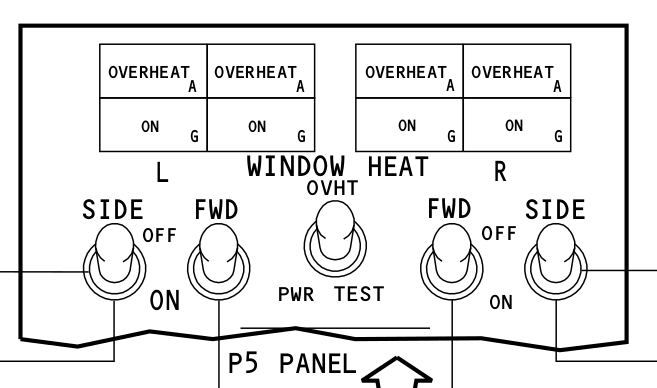 OVERHEAT A OVERHEAT A OVERHEAT A OVERHEAT A
ON G ON G ON G ON G
L WINDOW HEAT R
OVHT
SIDE FWD FWD SIDE
OFF OFF
ON PWR TEST ON
P5 PANEL